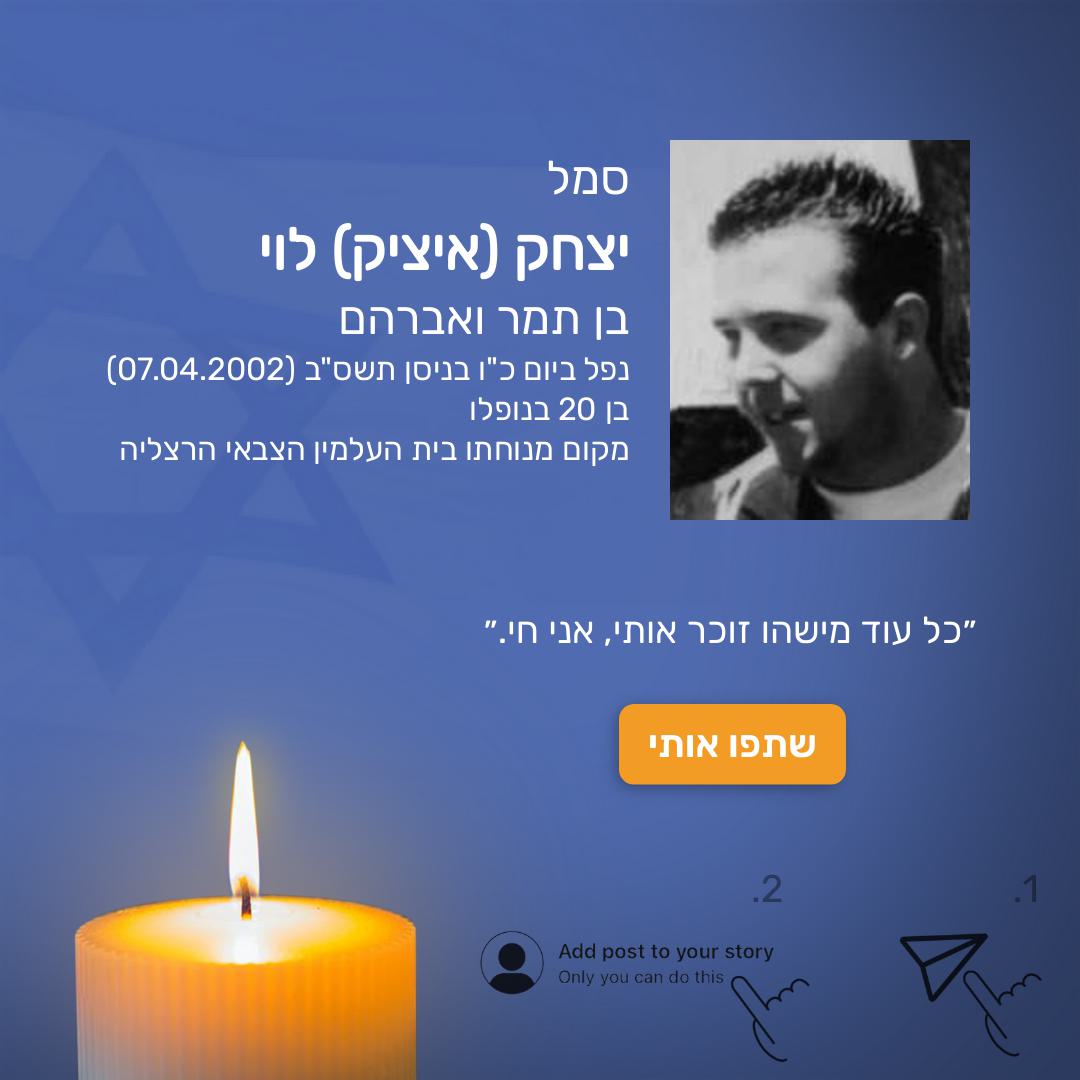 סמל
יצחק (איציק) לוי
בן תמר ואברהם
נפל ביום כ"ו בניסן תשס"ב (07.04.2002)
בן 20 בנופלו
מקום מנוחתו בית העלמין הצבאי הרצליה
״כל עוד מישהו זוכר אותי, אני חי.״
שתפו אותי
1.
2.
Add post to your story
Only you can do this